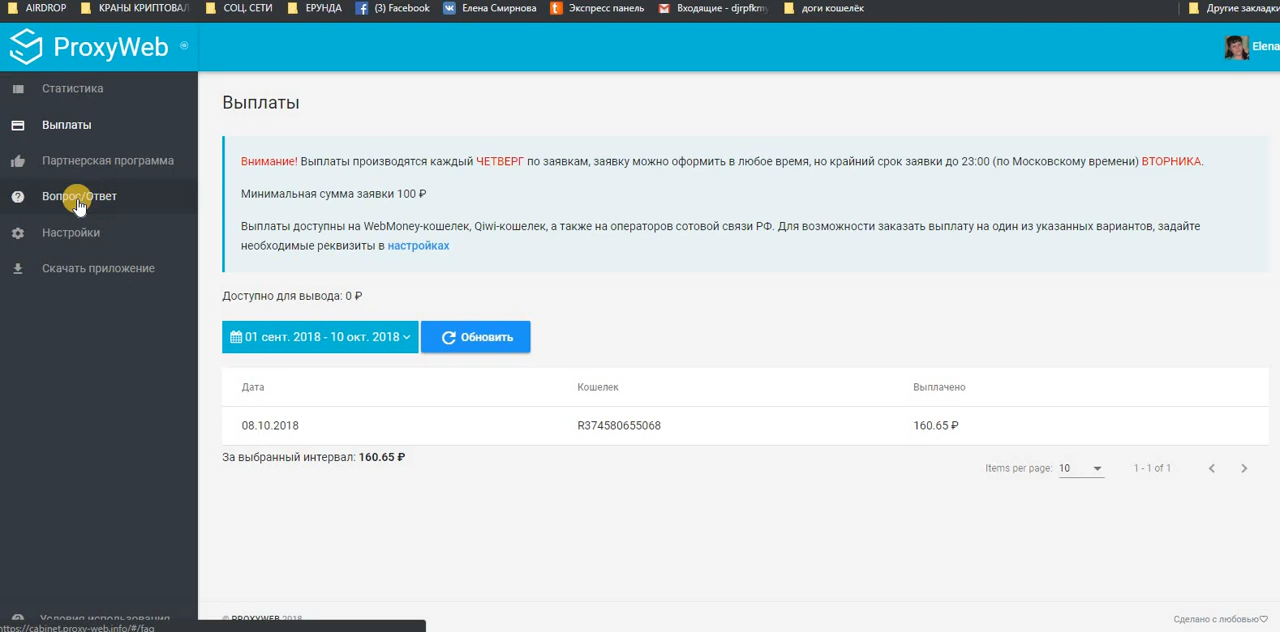 AIRDROP КРАНЫ КРИПТОВАЛ СОЦ. СЕТИ ЕРУНДА (3) Facebook Елена Смирнова Экспресс панель Входящие - djrpfkm доги кошелёк Другие закладки
ProxyWeb
Elena
Статистика
Выплаты
Партнерская программа
Вопрос/Ответ
Настройки
Скачать приложение
Условия использования
https://cabinet.proxy-web.info/#/faq
Выплаты
Внимание! Выплаты производятся каждый ЧЕТВЕРГ по заявкам, заявку можно оформить в любое время, но крайний срок заявки до 23:00 (по Московскому времени) ВТОРНИКА.
Минимальная сумма заявки 100 ₽
Выплаты доступны на WebMoney-кошелек, Qiwi-кошелек, а также на операторов сотовой связи РФ. Для возможности заказать выплату на один из указанных вариантов, задайте
необходимые реквизиты в настройках
Доступно для вывода: 0 ₽
01 сент. 2018 - 10 окт. 2018 Обновить
Дата Кошелек Выплачено
08.10.2018 R374580655068 160.65 ₽
За выбранный интервал: 160.65 ₽
Items per page: 10 1 - 1 of 1
© PROXYWEB 2018
Сделано с любовью♡